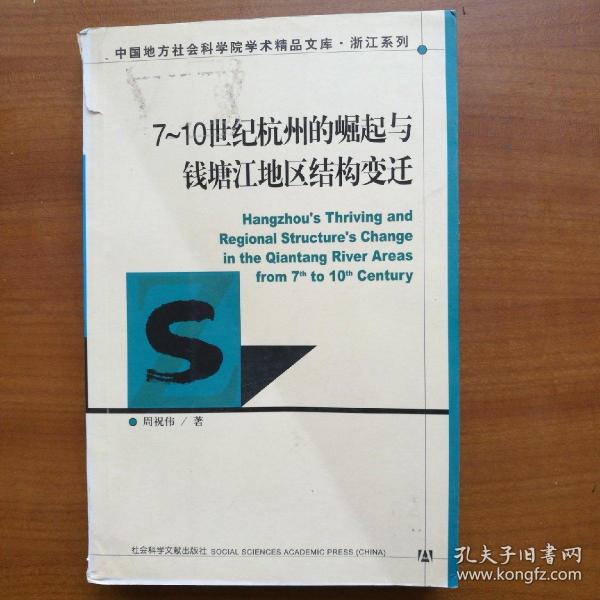 中国地方社会科学院学术精品文库·浙江系列
7~10世纪杭州的崛起与
钱塘江地区结构变迁
Hangzhou's Thriving and
Regional Structure's Change
in the Qiantang River Areas
from 7th to 10th Century
S
周祝伟 / 著
社会科学文献出版社 SOCIAL SCIENCES ACADEMIC PRESS (CHINA)
孔夫子旧书网
www.kongfz.com